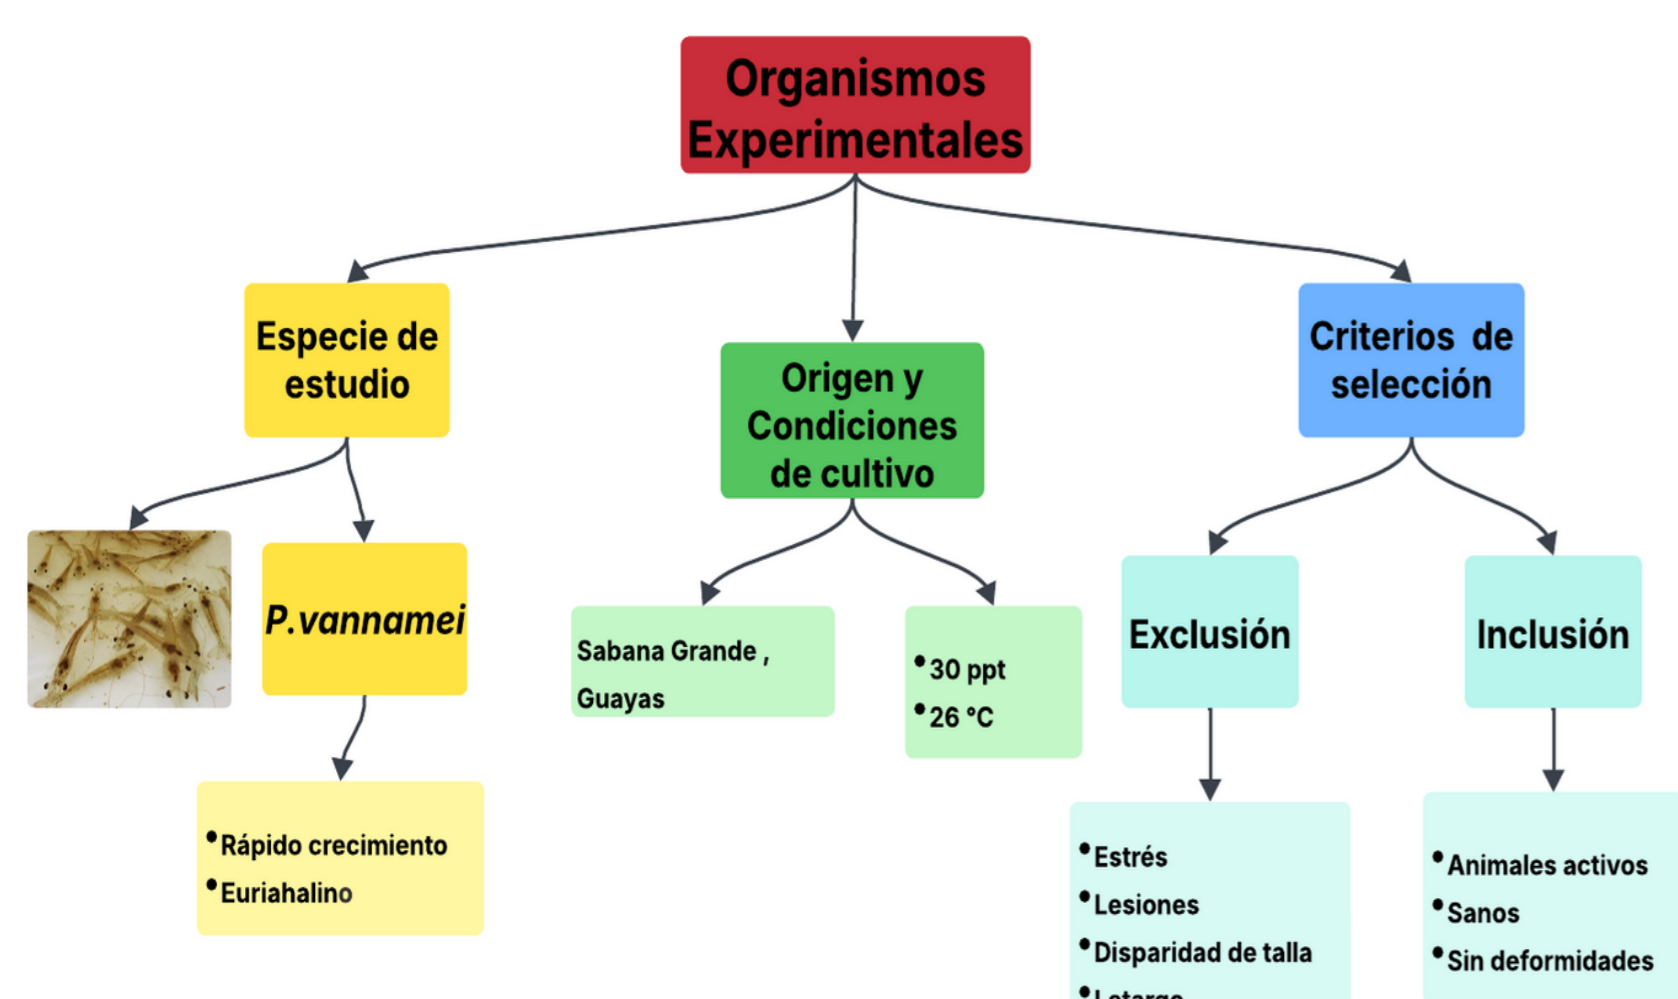 Organismos
Experimentales
Especie de
estudio
Origen y
Condiciones
de cultivo
Criterios de
selección
P.vannamei
Sabana Grande ,
Guayas
• 30 ppt
• 26 °C
Exclusión
Inclusión
• Rápido crecimiento
• Euriahalino
• Estrés
• Lesiones
• Disparidad de talla
• Letargo
• Animales activos
• Sanos
• Sin deformidades